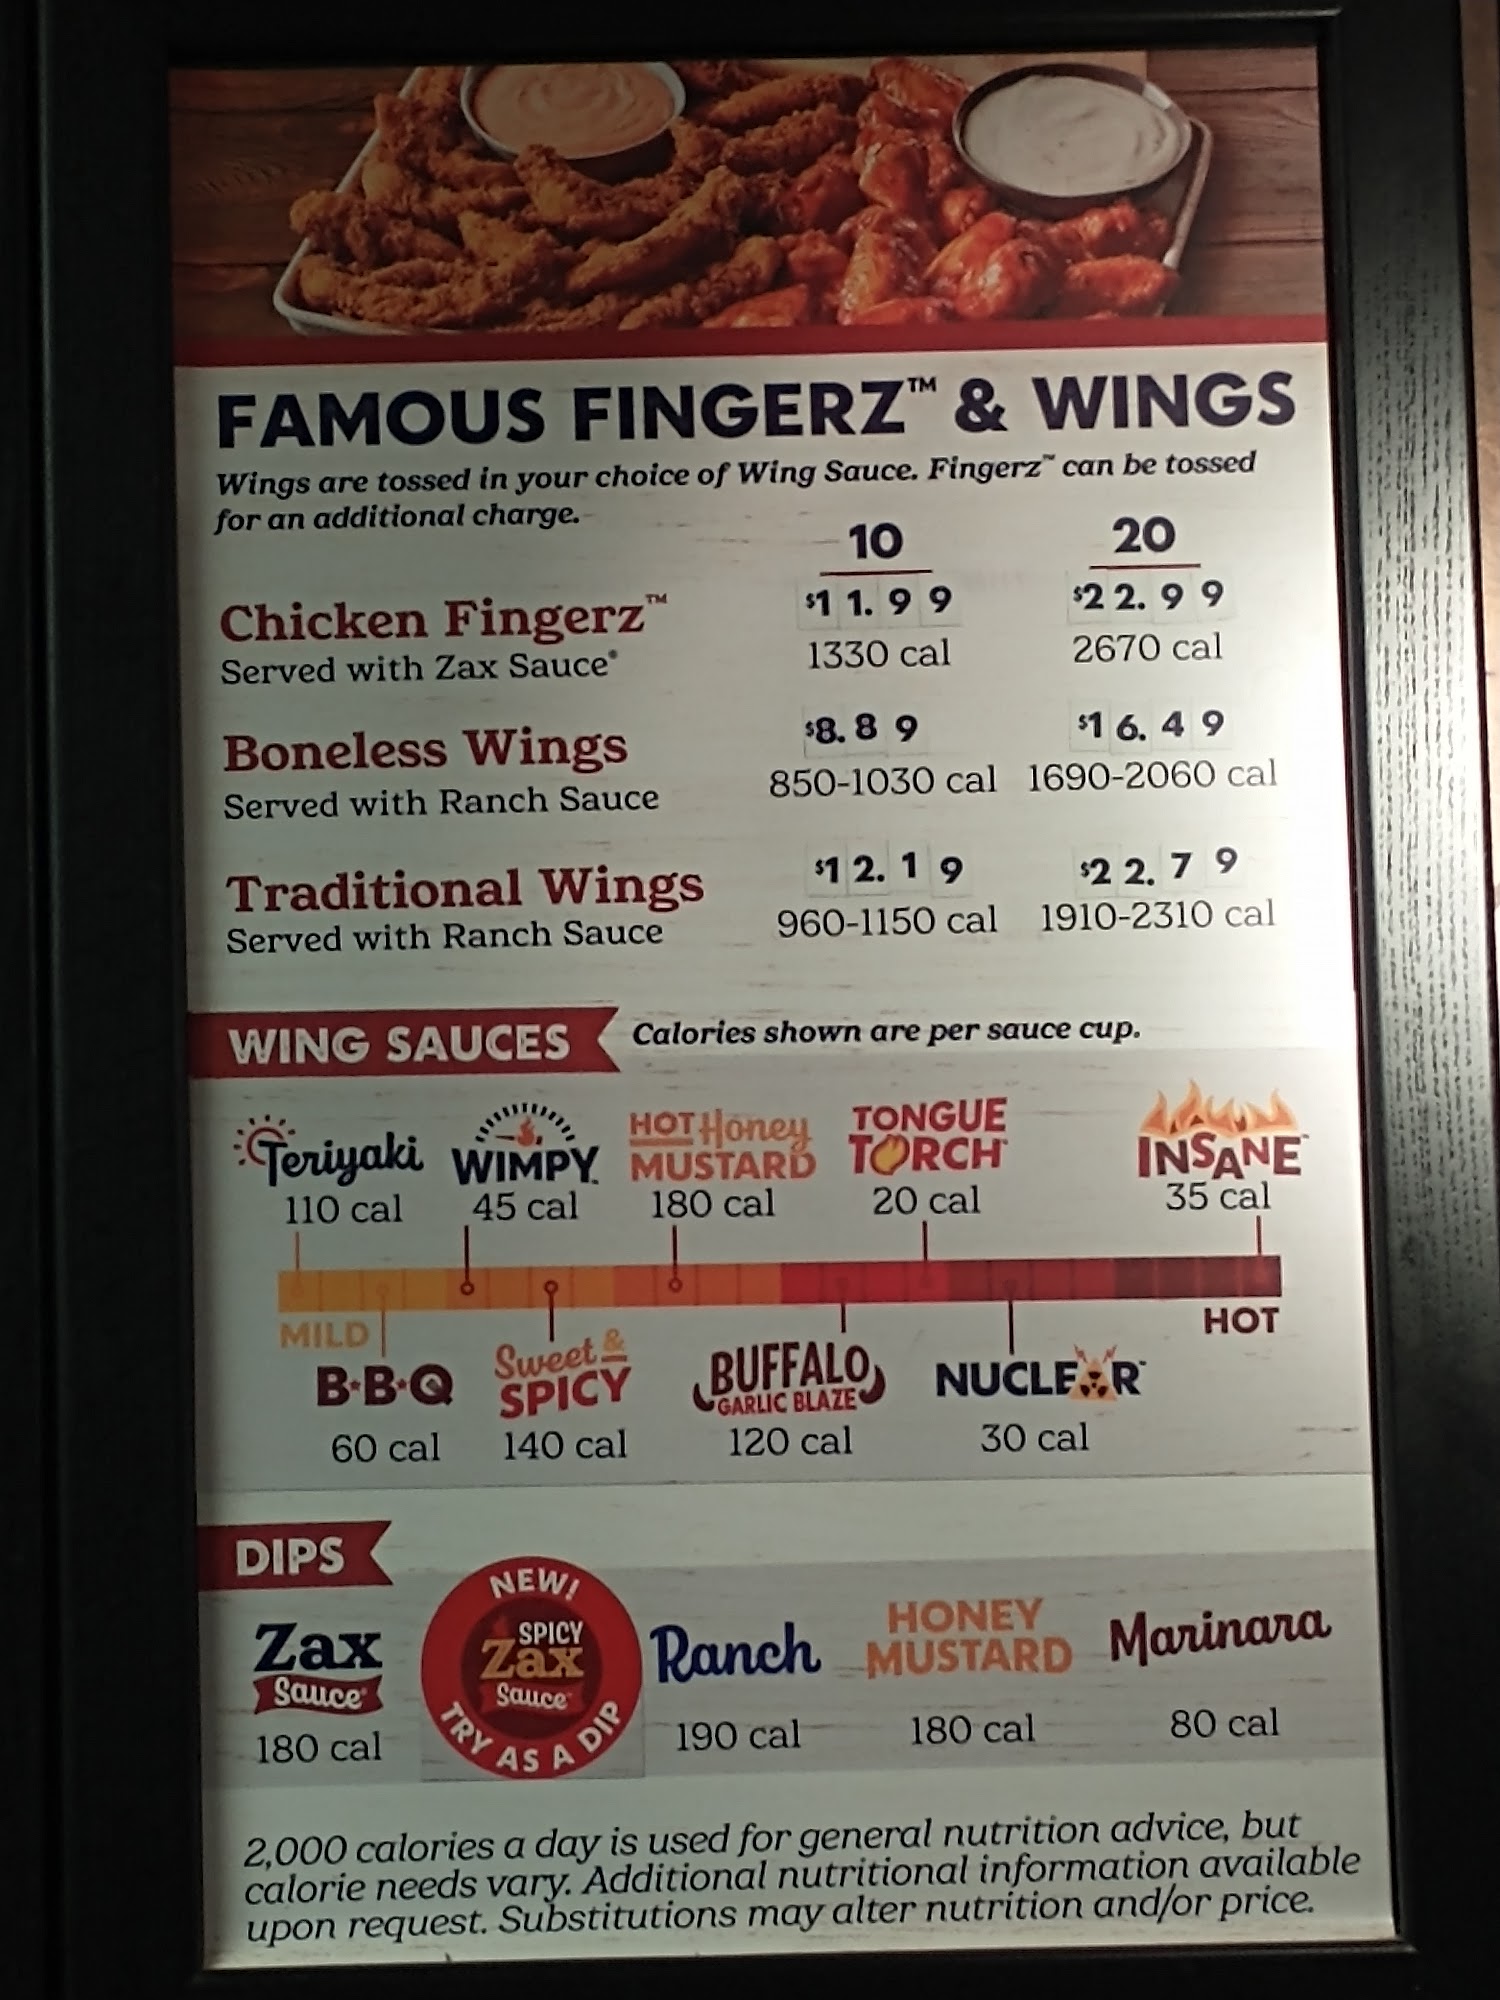 FAMOUS FINGERZ™ & WINGS
Wings are tossed in your choice of Wing Sauce. Fingerz™ can be tossed
for an additional charge.
10 20
Chicken Fingerz™ $11.99 $22.99
Served with Zax Sauce® 1330 cal 2670 cal
Boneless Wings $8.89 $16.49
Served with Ranch Sauce 850-1030 cal 1690-2060 cal
Traditional Wings $12.19 $22.79
Served with Ranch Sauce 960-1150 cal 1910-2310 cal
WING SAUCES Calories shown are per sauce cup.
Teriyaki
110 cal
WIMPY
45 cal
HOT Honey
MUSTARD
180 cal
TONGUE
TORCH™
20 cal
INSANE™
35 cal
MILD HOT
B•B•Q
60 cal
Sweet &
SPICY
140 cal
BUFFALO
GARLIC BLAZE
120 cal
NUCLEAR™
30 cal
DIPS
Zax
Sauce®
180 cal
NEW!
SPICY
Zax
Sauce™
TRY AS A DIP
Ranch
190 cal
HONEY
MUSTARD
180 cal
Marinara
80 cal
2,000 calories a day is used for general nutrition advice, but
calorie needs vary. Additional nutritional information available
upon request. Substitutions may alter nutrition and/or price.